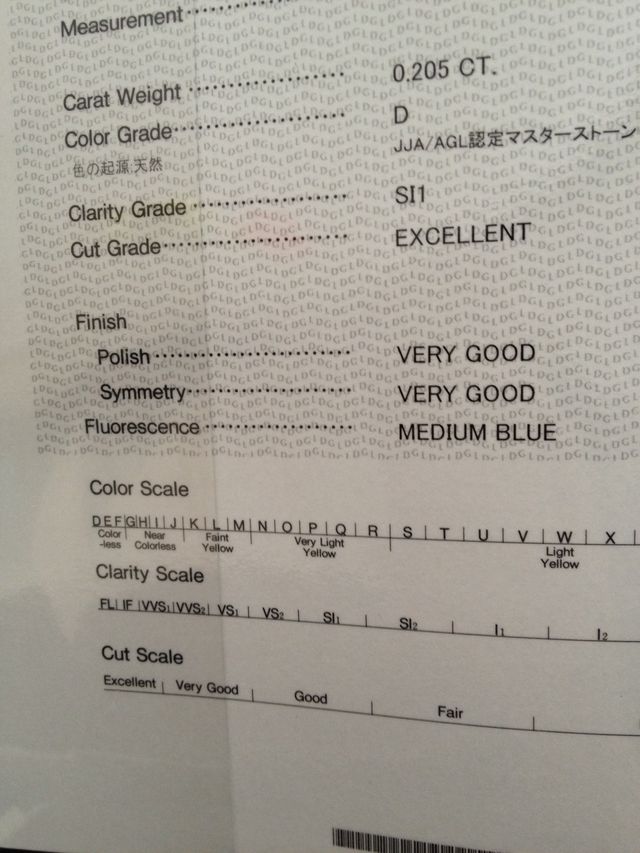 Measurement
Carat Weight 0.205 CT.
Color Grade D
色の起源:天然 JJA/AGL認定マスターストーン
Clarity Grade SI1
Cut Grade EXCELLENT
Finish
Polish VERY GOOD
Symmetry VERY GOOD
Fluorescence MEDIUM BLUE
Color Scale
D E F G H I J K L M N O P Q R S T U V W X
Color -less Near Colorless Faint Yellow Very Light Yellow Light Yellow
Clarity Scale
FL IF VVS1 VVS2 VS1 VS2 SI1 SI2 I1 I2
Cut Scale
Excellent Very Good Good Fair